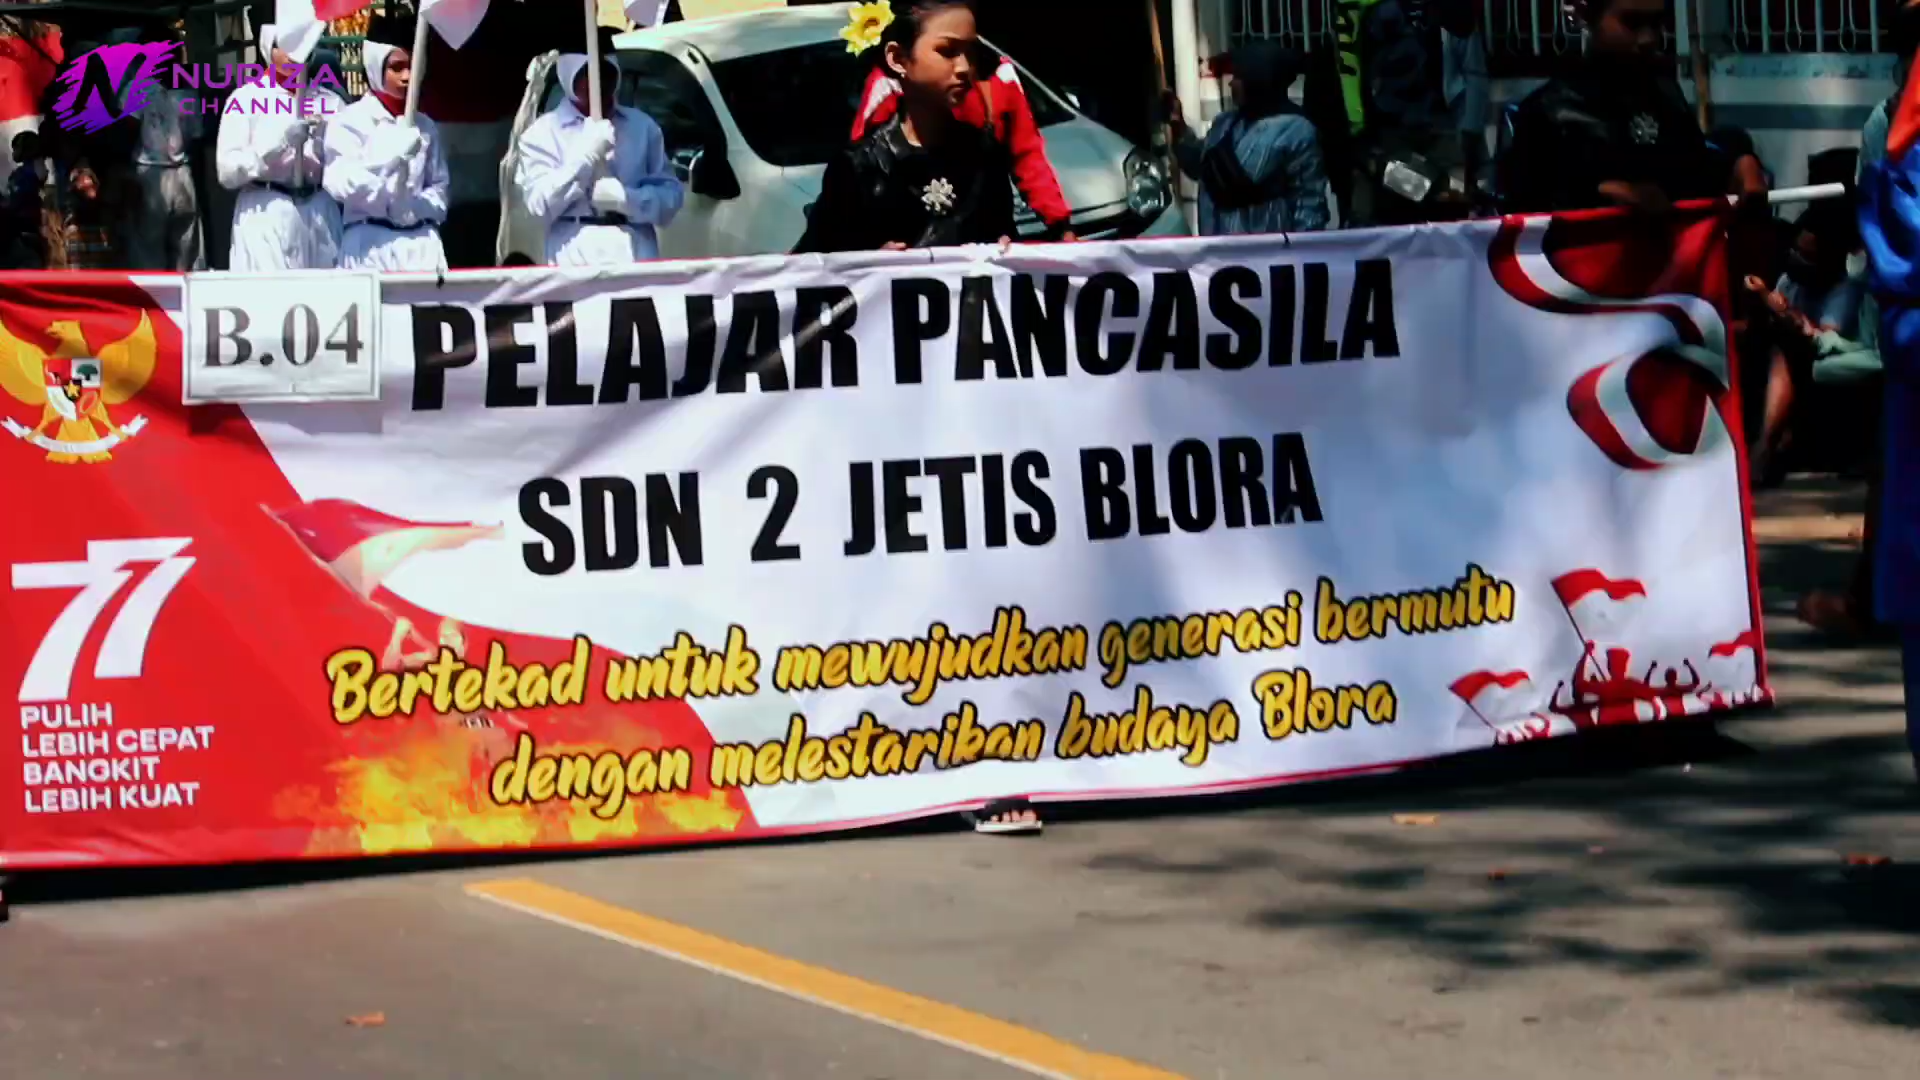 NURIZA
CHANNEL
B.04
PELAJAR PANCASILA
SDN 2 JETIS BLORA
Bertekad untuk mewujudkan generasi bermutu
dengan melestarikan budaya Blora
77
PULIH
LEBIH CEPAT
BANGKIT
LEBIH KUAT